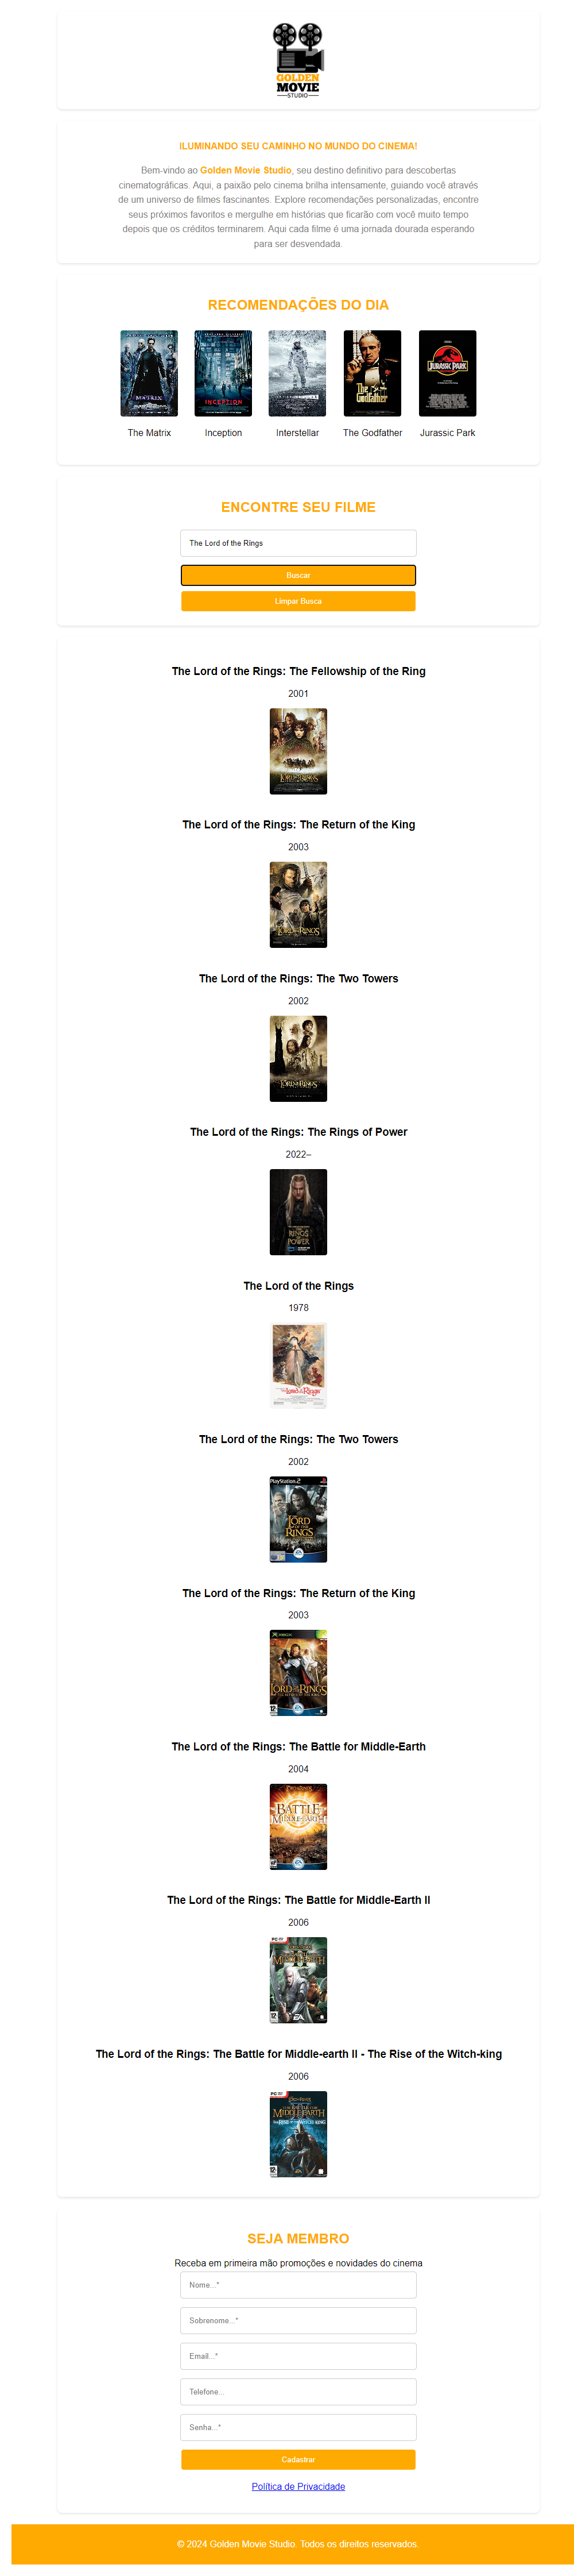 GOLDEN
MOVIE
STUDIO
ILUMINANDO SEU CAMINHO NO MUNDO DO CINEMA!
Bem-vindo ao Golden Movie Studio, seu destino definitivo para descobertas
cinematográficas. Aqui, a paixão pelo cinema brilha intensamente, guiando você através
de um universo de filmes fascinantes. Explore recomendações personalizadas, encontre
seus próximos favoritos e mergulhe em histórias que ficarão com você muito tempo
depois que os créditos terminarem. Aqui cada filme é uma jornada dourada esperando
para ser desvendada.
RECOMENDAÇÕES DO DIA
MATRIX
INCEPTION
The Godfather
JURASSIC PARK
The Matrix
Inception
Interstellar
The Godfather
Jurassic Park
ENCONTRE SEU FILME
The Lord of the Rings
Buscar
Limpar Busca
The Lord of the Rings: The Fellowship of the Ring
2001
The Lord of the Rings: The Return of the King
2003
The Lord of the Rings: The Two Towers
2002
The Lord of the Rings: The Rings of Power
2022–
The Lord of the Rings
1978
The Lord of the Rings: The Two Towers
2002
PlayStation 2
The Lord of the Rings: The Return of the King
2003
The Lord of the Rings: The Battle for Middle-Earth
2004
The Lord of the Rings: The Battle for Middle-Earth II
2006
The Lord of the Rings: The Battle for Middle-earth II - The Rise of the Witch-king
2006
SEJA MEMBRO
Receba em primeira mão promoções e novidades do cinema
Nome...*
Sobrenome...*
Email...*
Telefone...
Senha...*
Cadastrar
Política de Privacidade
© 2024 Golden Movie Studio. Todos os direitos reservados.